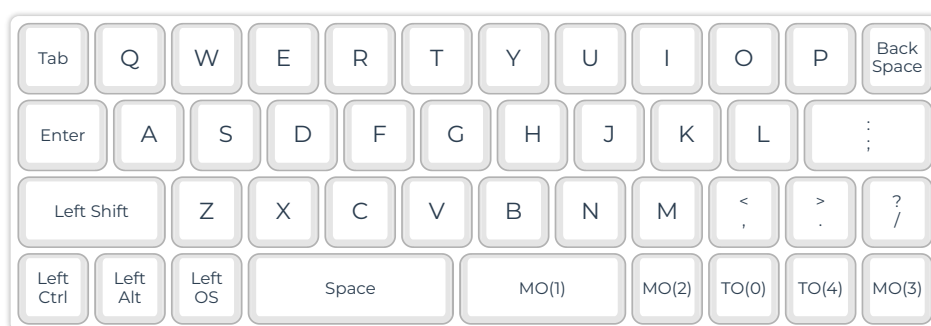 Tab Q W E R T Y U I O P Back Space
Enter A S D F G H J K L : ;
Left Shift Z X C V B N M < , > . ? /
Left Ctrl Left Alt Left OS Space MO(1) MO(2) TO(0) TO(4) MO(3)